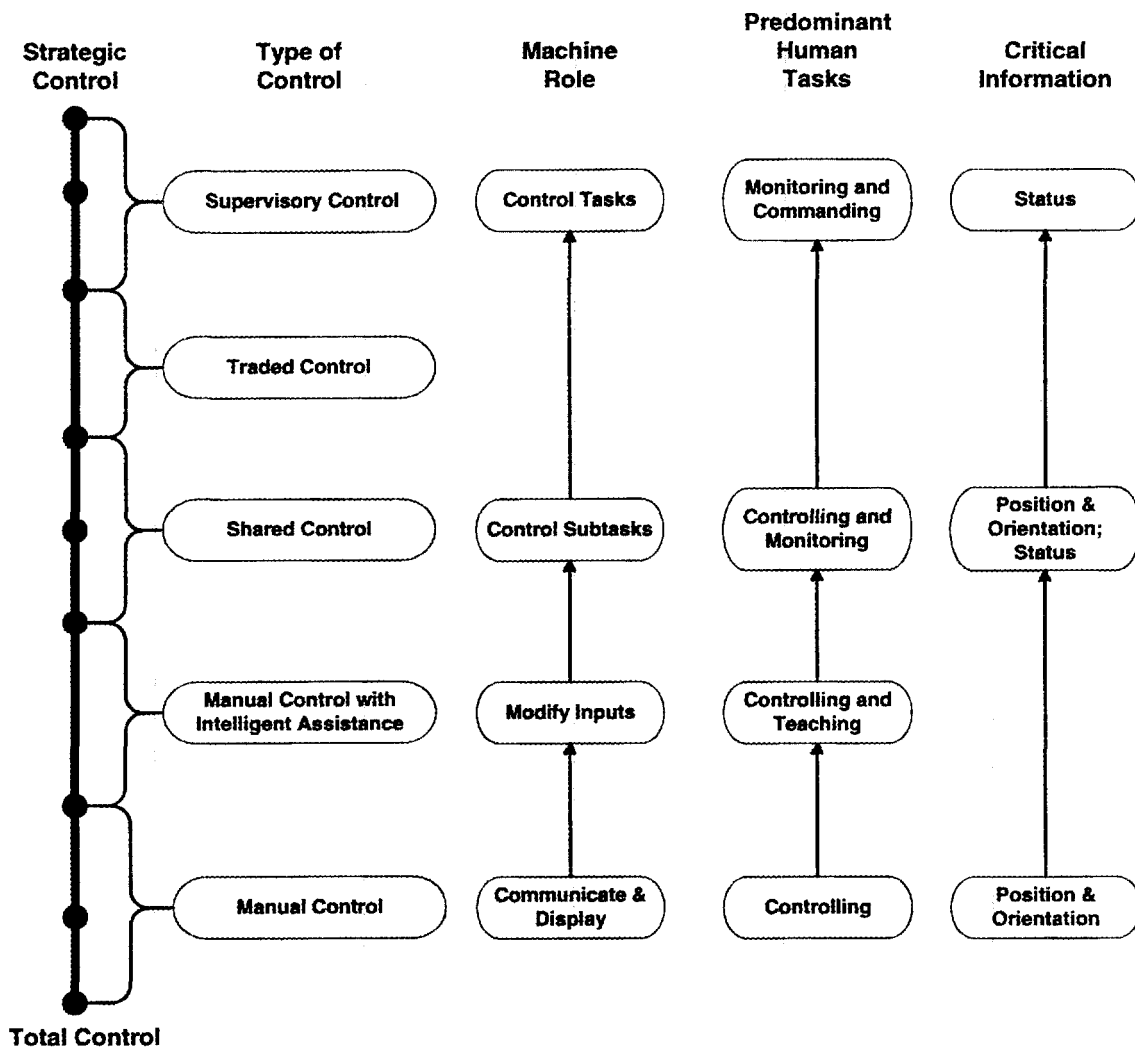 Strategic
Control
Type of
Control
Machine
Role
Predominant
Human
Tasks
Critical
Information
Supervisory Control
Control Tasks
Monitoring and
Commanding
Status
Traded Control
Shared Control
Control Subtasks
Controlling and
Monitoring
Position &
Orientation;
Status
Manual Control with
Intelligent Assistance
Modify Inputs
Controlling and
Teaching
Manual Control
Communicate &
Display
Controlling
Position &
Orientation
Total Control